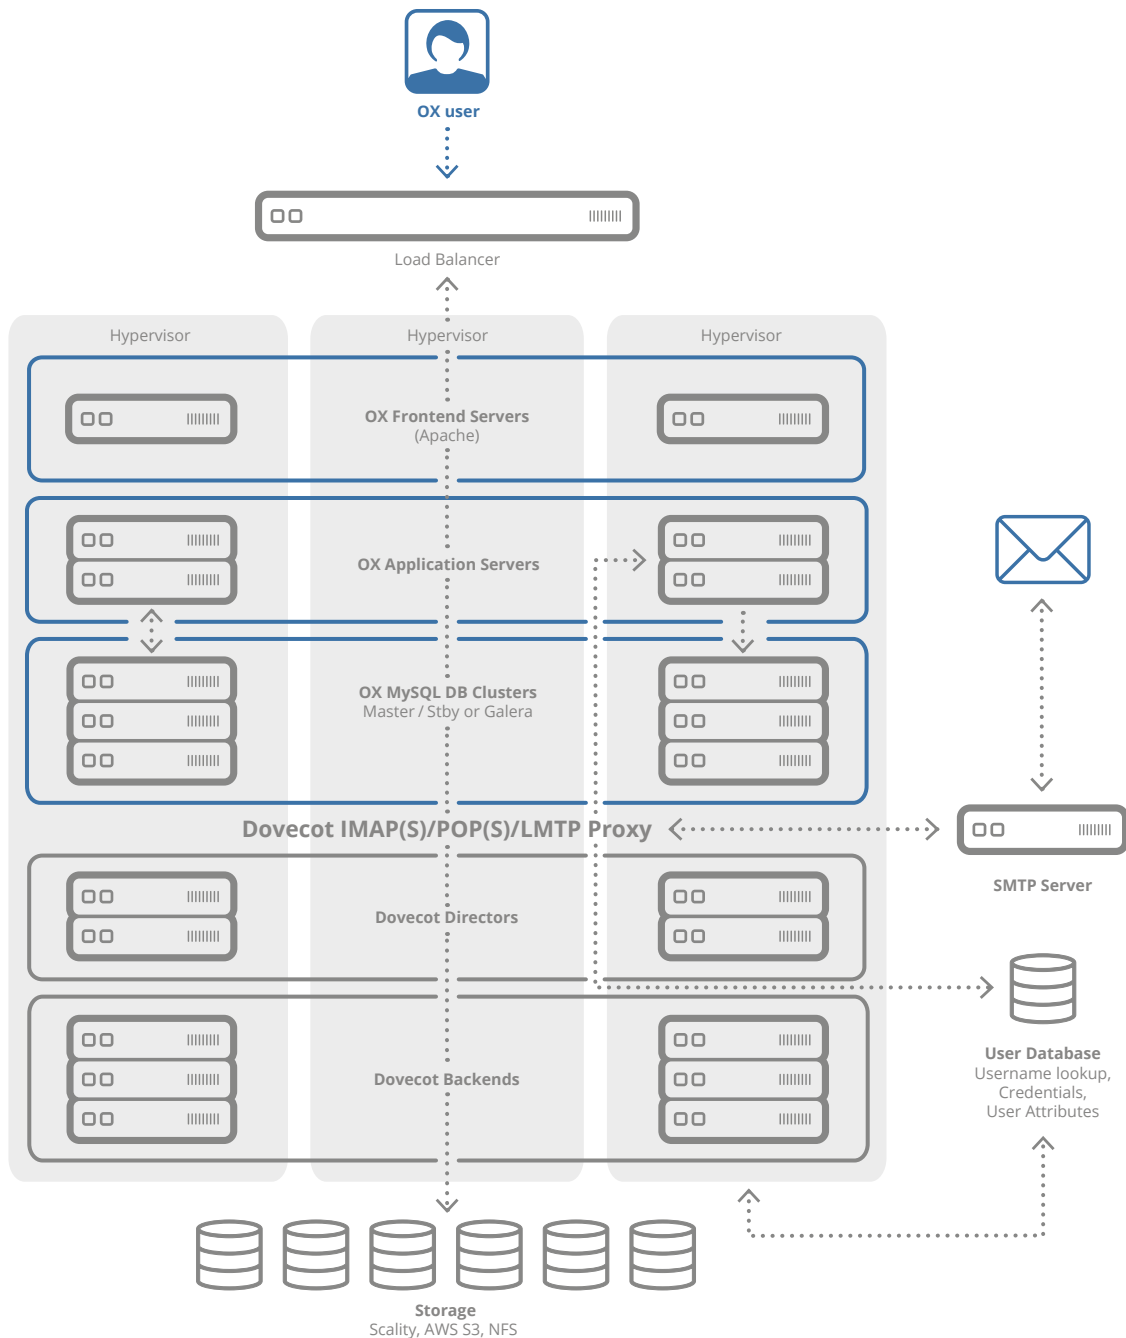 OX user
Load Balancer
Hypervisor
Hypervisor
Hypervisor
OX Frontend Servers
(Apache)
OX Application Servers
OX MySQL DB Clusters
Master / Stby or Galera
Dovecot IMAP(S)/POP(S)/LMTP Proxy
SMTP Server
Dovecot Directors
User Database
Username lookup,
Credentials,
User Attributes
Dovecot Backends
Storage
Scality, AWS S3, NFS